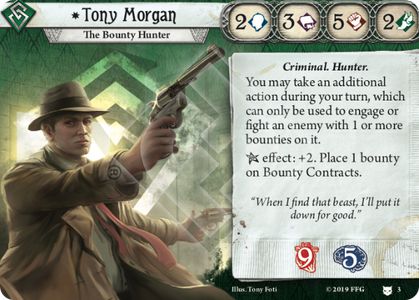 Tony Morgan
The Bounty Hunter
2 3 5 2
Criminal. Hunter.
You may take an additional
action during your turn, which
can only be used to engage or
fight an enemy with 1 or more
bounties on it.
effect: +2. Place 1 bounty
on Bounty Contracts.
“When I find that beast, I’ll put it
down for good.”
9 5
Illus. Tony Foti
© 2019 FFG
3